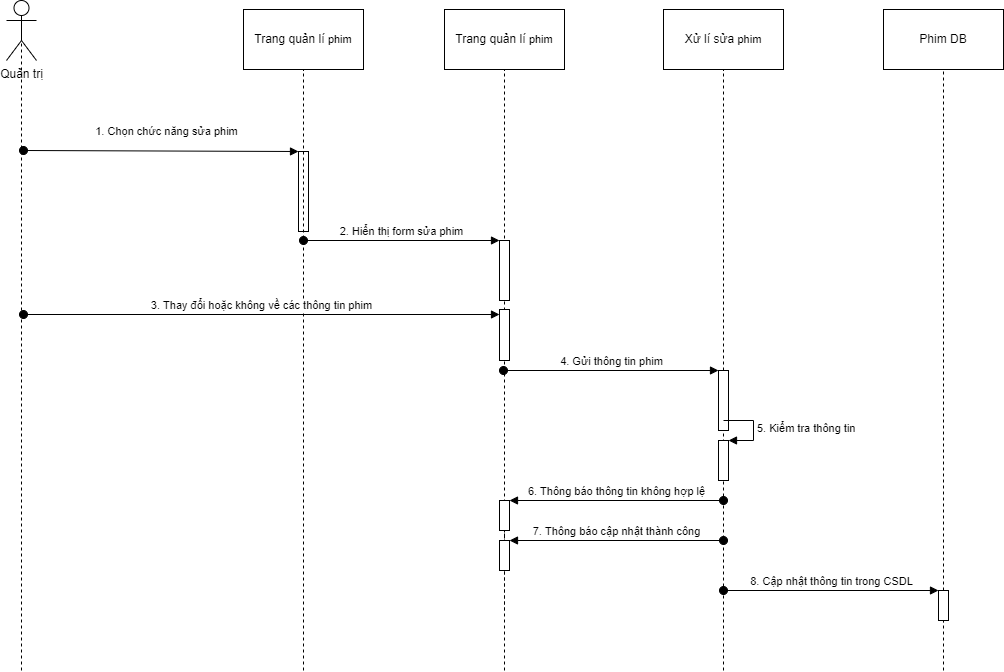 Quản trị
Trang quản lí phim
Trang quản lí phim
Xử lí sửa phim
Phim DB
1. Chọn chức năng sửa phim
2. Hiển thị form sửa phim
3. Thay đổi hoặc không về các thông tin phim
4. Gửi thông tin phim
5. Kiểm tra thông tin
6. Thông báo thông tin không hợp lệ
7. Thông báo cập nhật thành công
8. Cập nhật thông tin trong CSDL